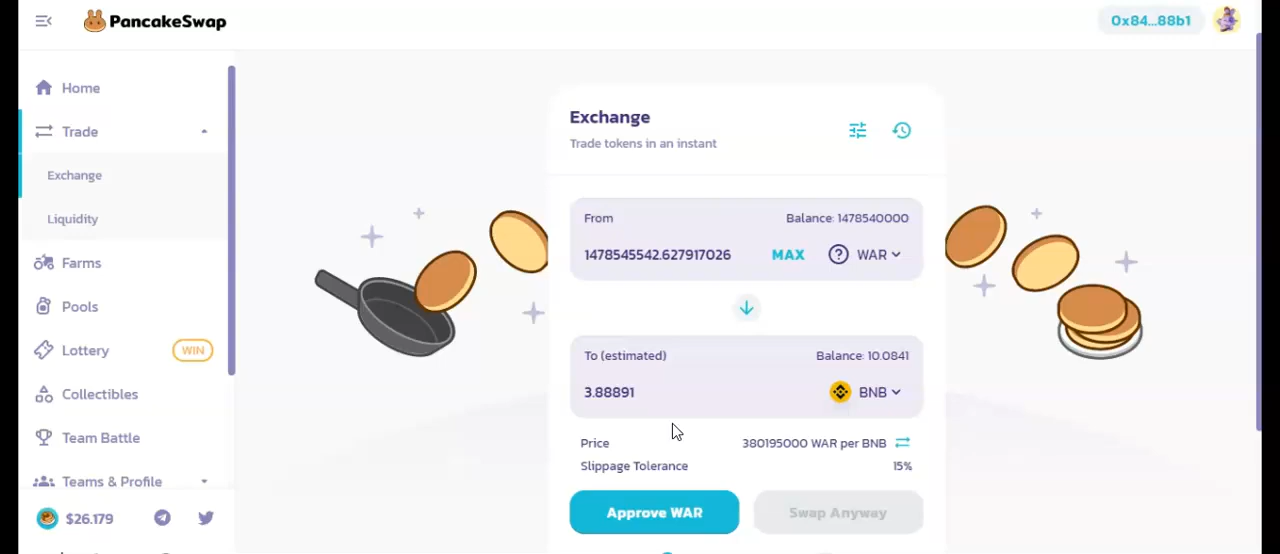 PancakeSwap
0x84...88b1
Home
Trade
Exchange
Liquidity
Farms
Pools
Lottery
WIN
Collectibles
Team Battle
Teams & Profile
$26.179
Exchange
Trade tokens in an instant
From
Balance: 1478540000
1478545542.627917026
MAX
WAR
To (estimated)
Balance: 10.0841
3.88891
BNB
Price
380195000 WAR per BNB
Slippage Tolerance
15%
Approve WAR
Swap Anyway